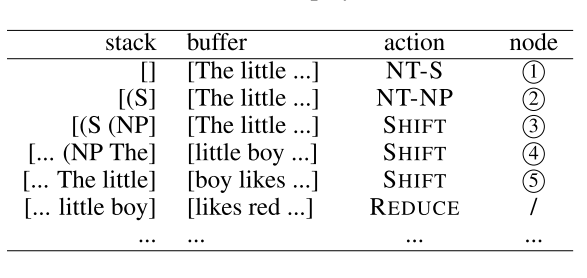 stack buffer action node
[] [The little ...] NT-S ①
[(S] [The little ...] NT-NP ②
[(S (NP] [The little ...] SHIFT ③
[... (NP The] [little boy ...] SHIFT ④
[... The little] [boy likes ...] SHIFT ⑤
[... little boy] [likes red ...] REDUCE /
... ... ... ...